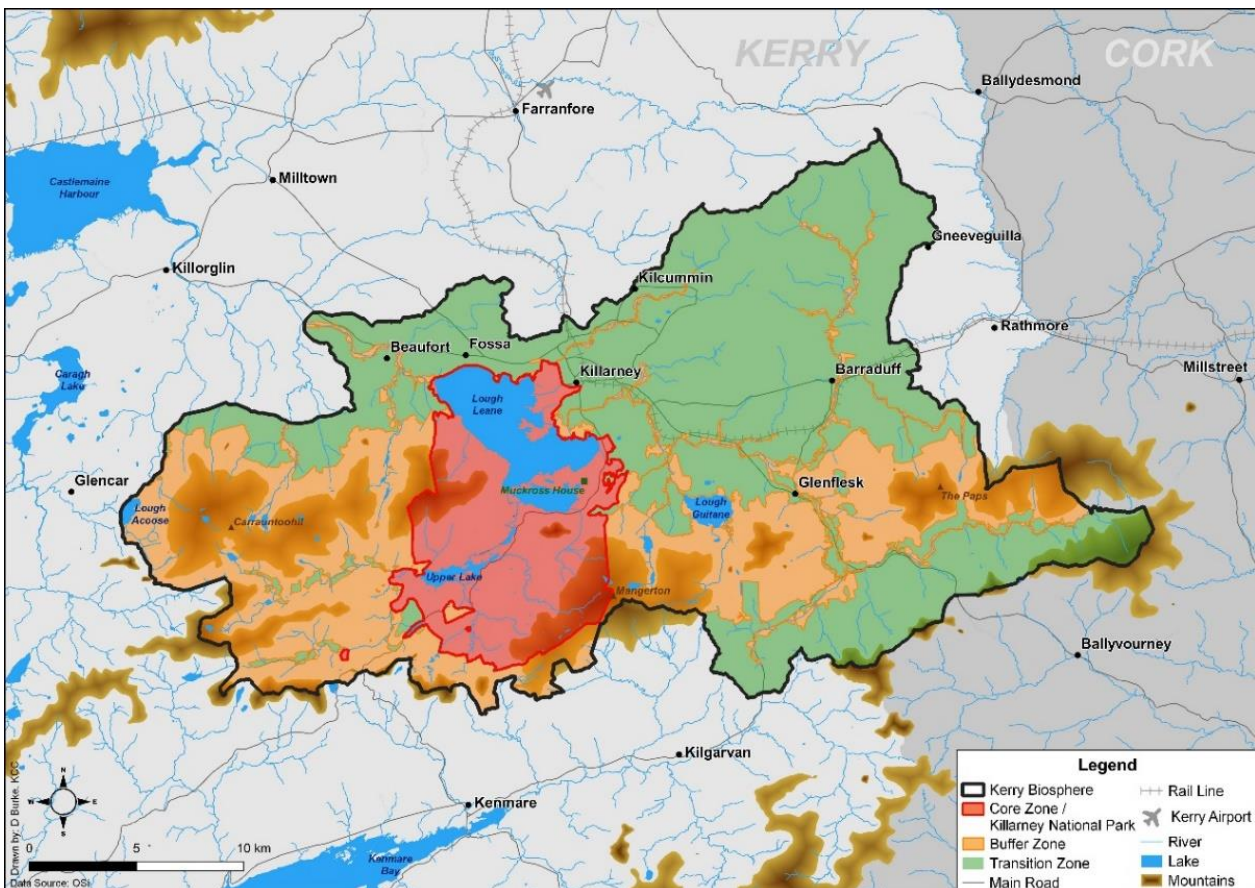 KERRY
CORK
Ballydesmond
Farranfore
Castlemaine
Harbour
Milltown
Gneeveguilla
Killorglin
Kilcummin
Rathmore
Beaufort
Fossa
Caragh
Lake
Killarney
Barraduff
Millstreet
Lough
Leane
Glencar
Muckross House
Glenflesk
The Paps
Lough
Acoose
Carrauntoohil
Lough
Guitane
Upper Lake
Mangerton
Ballyvourney
Kilgarvan
Kenmare
Kenmare
Bay
N
W
E
S
0
5
10 km
Drawn by: D Burke, KCC
Data Source: OSi
Legend
Kerry Biosphere
Core Zone /
Killarney National Park
Buffer Zone
Transition Zone
Main Road
Rail Line
Kerry Airport
River
Lake
Mountains